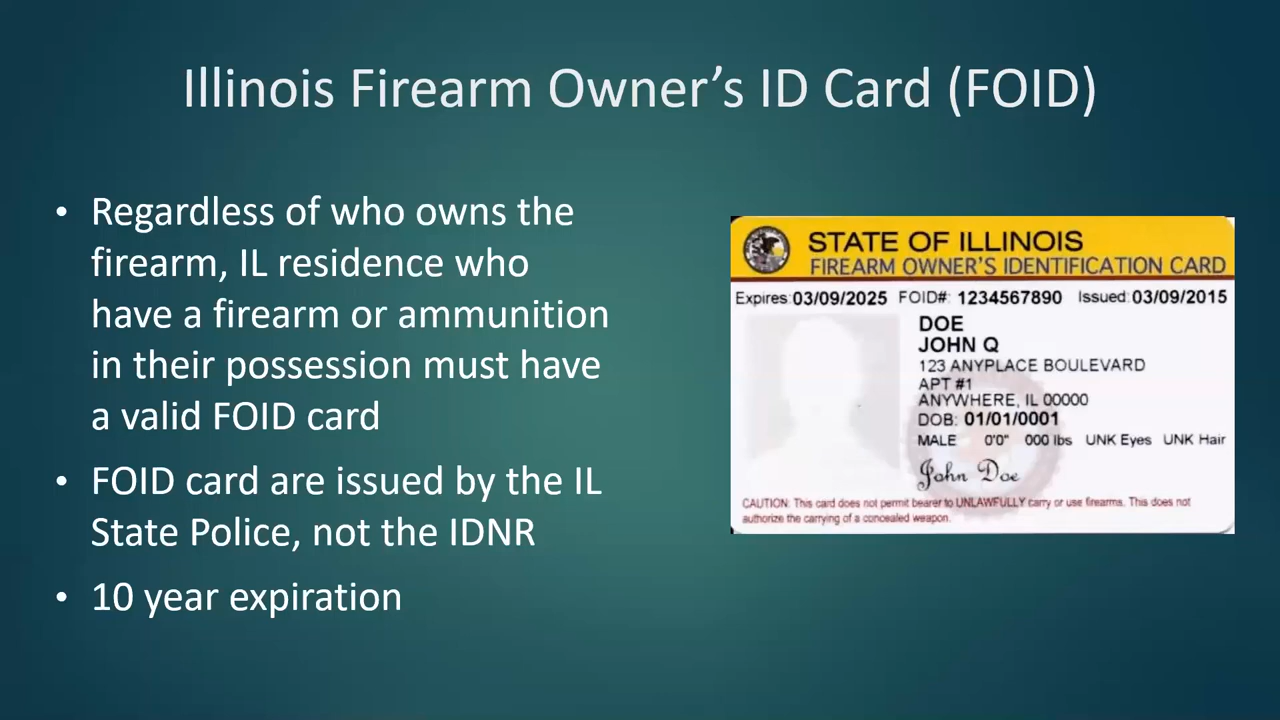 Illinois Firearm Owner’s ID Card (FOID)
• Regardless of who owns the
firearm, IL residence who
have a firearm or ammunition
in their possession must have
a valid FOID card
• FOID card are issued by the IL
State Police, not the IDNR
• 10 year expiration
STATE OF ILLINOIS
FIREARM OWNER'S IDENTIFICATION CARD
Expires: 03/09/2025 FOID#: 1234567890 Issued: 03/09/2015
DOE
JOHN Q
123 ANYPLACE BOULEVARD
APT #1
ANYWHERE, IL 00000
DOB: 01/01/0001
MALE 0'0" 000 lbs UNK Eyes UNK Hair
John Doe
CAUTION: This card does not permit bearer to UNLAWFULLY carry or use firearms. This does not
authorize the carrying of a concealed weapon.